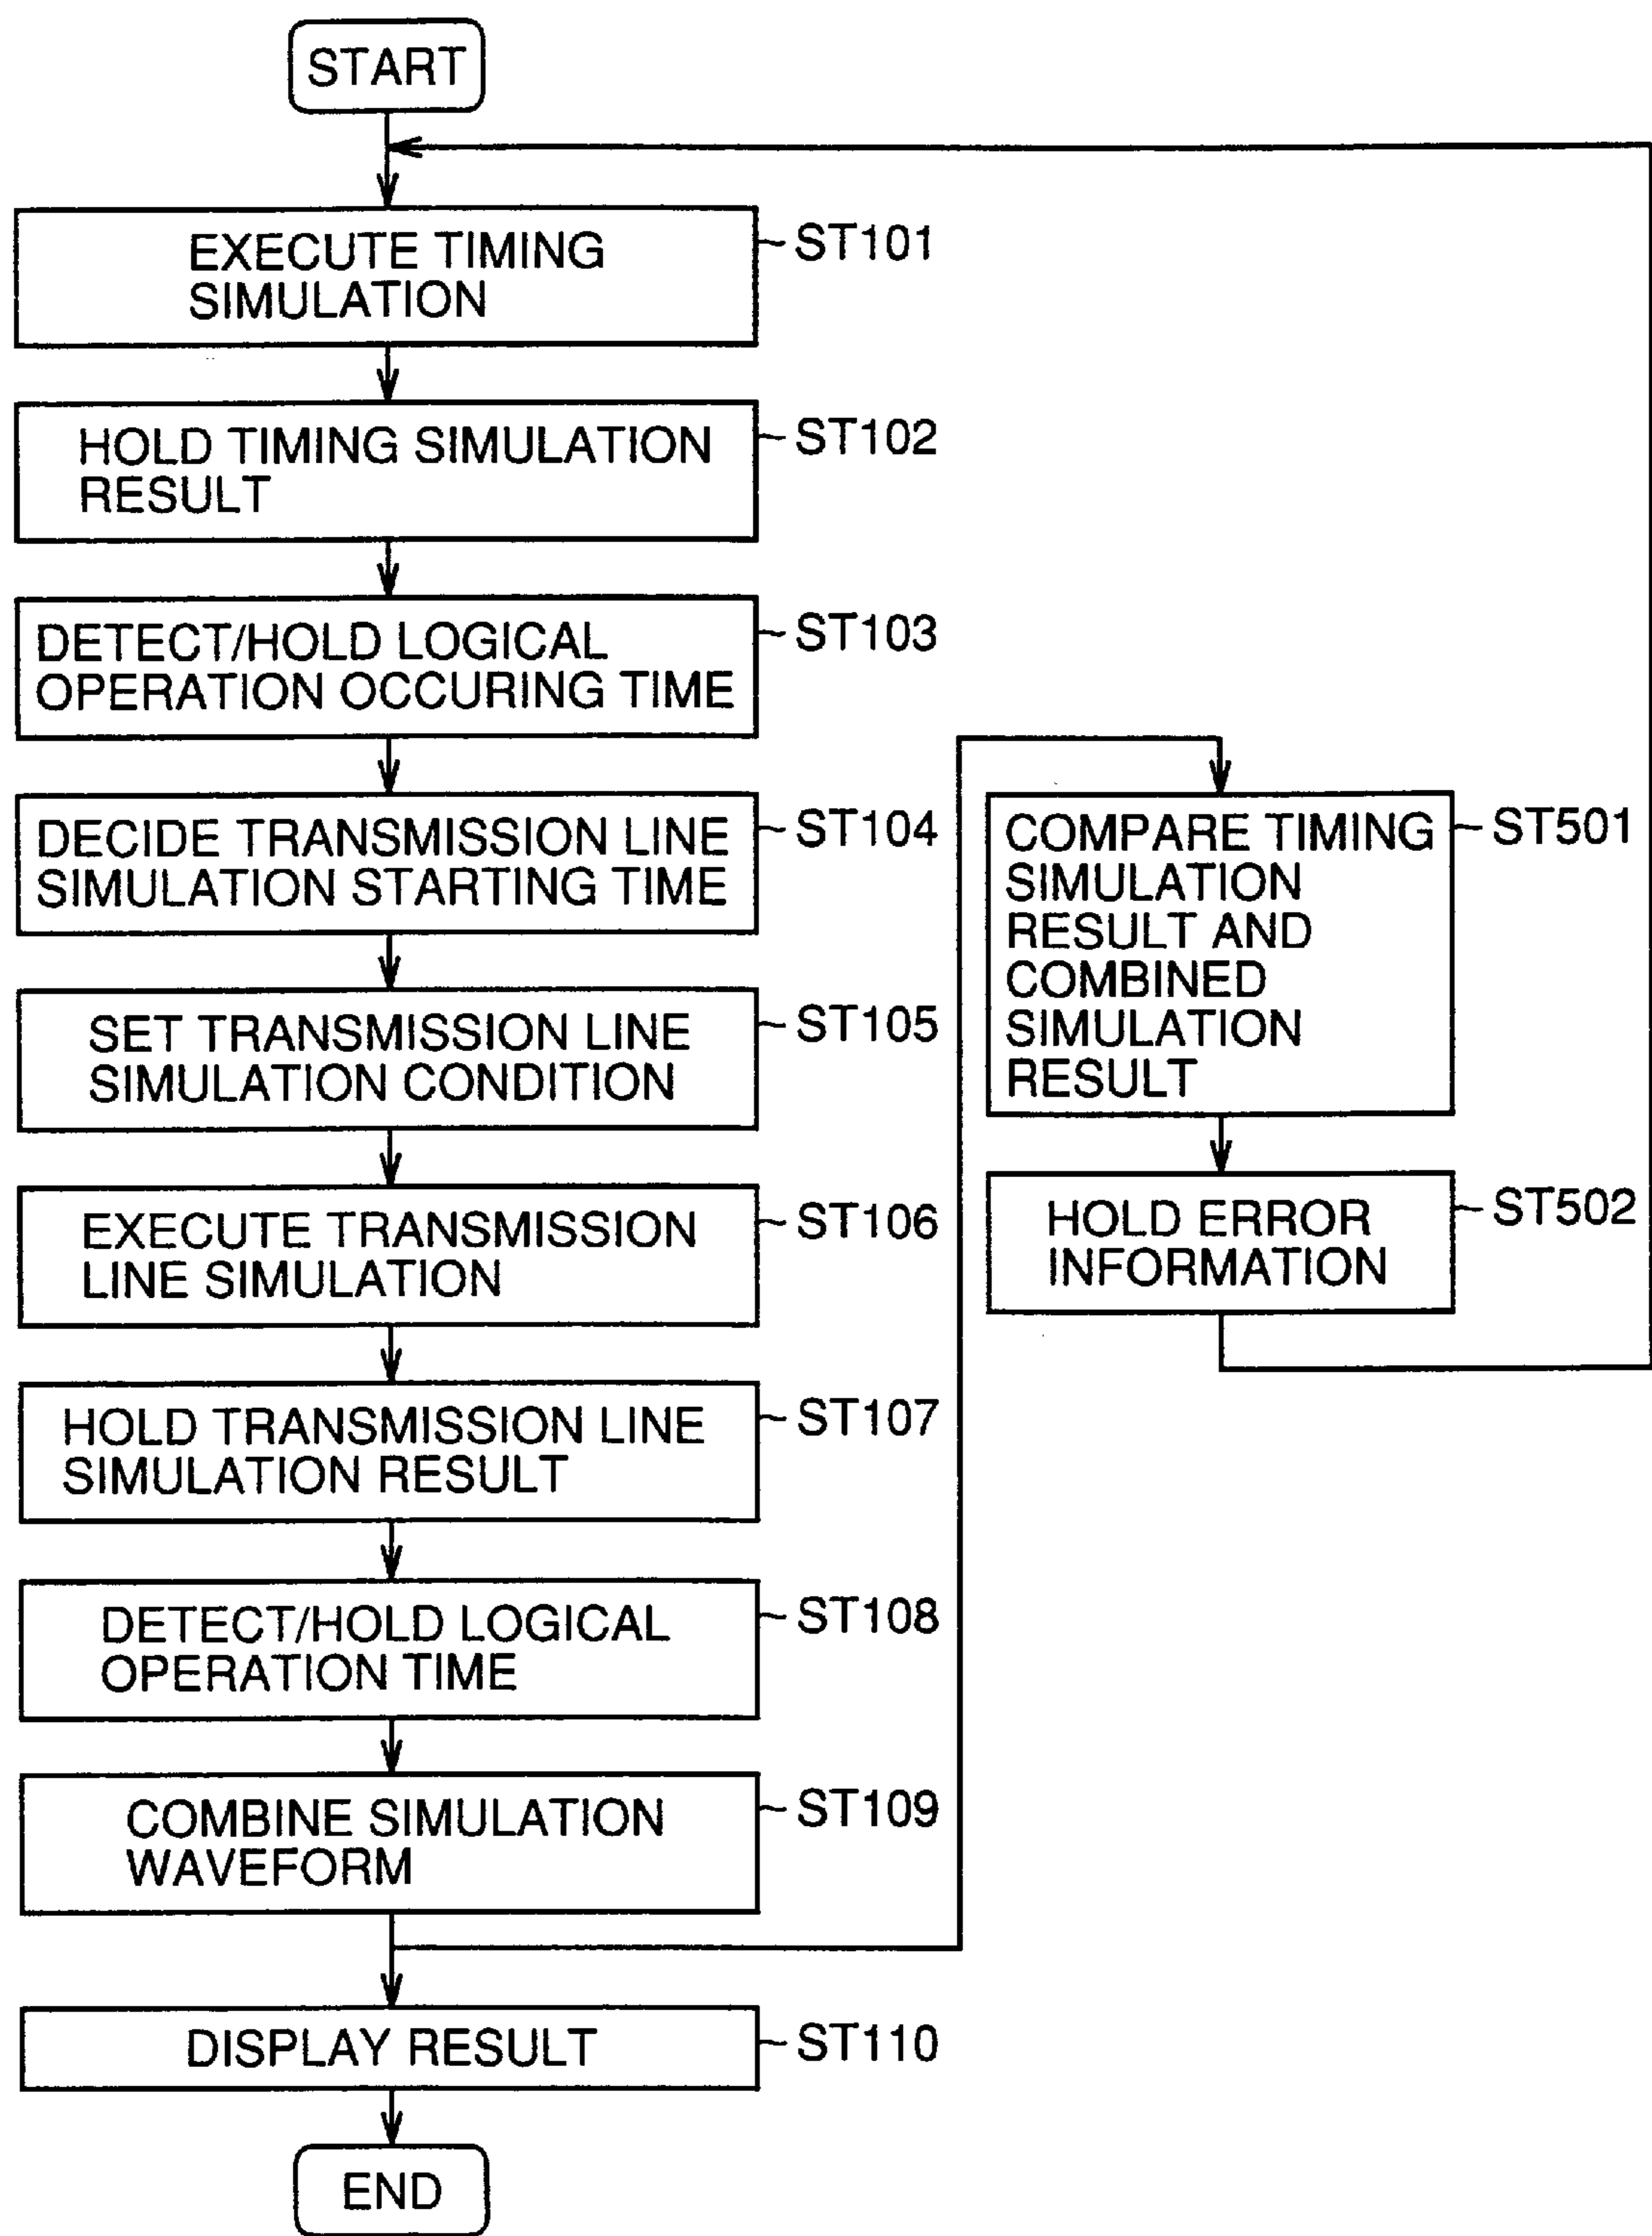 START
EXECUTE TIMING
SIMULATION
ST101
HOLD TIMING SIMULATION
RESULT
ST102
DETECT/HOLD LOGICAL
OPERATION OCCURING TIME
ST103
DECIDE TRANSMISSION LINE
SIMULATION STARTING TIME
ST104
SET TRANSMISSION LINE
SIMULATION CONDITION
ST105
EXECUTE TRANSMISSION
LINE SIMULATION
ST106
HOLD TRANSMISSION LINE
SIMULATION RESULT
ST107
DETECT/HOLD LOGICAL
OPERATION TIME
ST108
COMBINE SIMULATION
WAVEFORM
ST109
DISPLAY RESULT
ST110
END
COMPARE TIMING
SIMULATION
RESULT AND
COMBINED
SIMULATION
RESULT
ST501
HOLD ERROR
INFORMATION
ST502